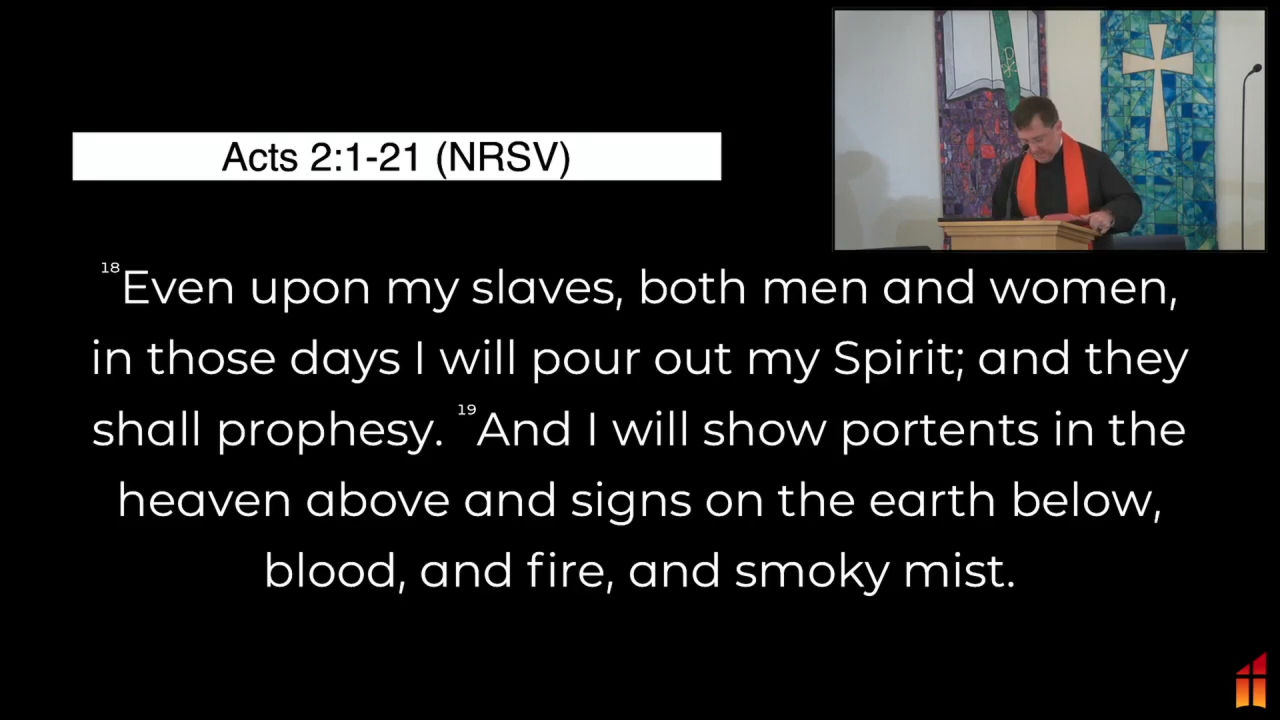 Acts 2:1-21 (NRSV)
18Even upon my slaves, both men and women,
in those days I will pour out my Spirit; and they
shall prophesy. 19And I will show portents in the
heaven above and signs on the earth below,
blood, and fire, and smoky mist.